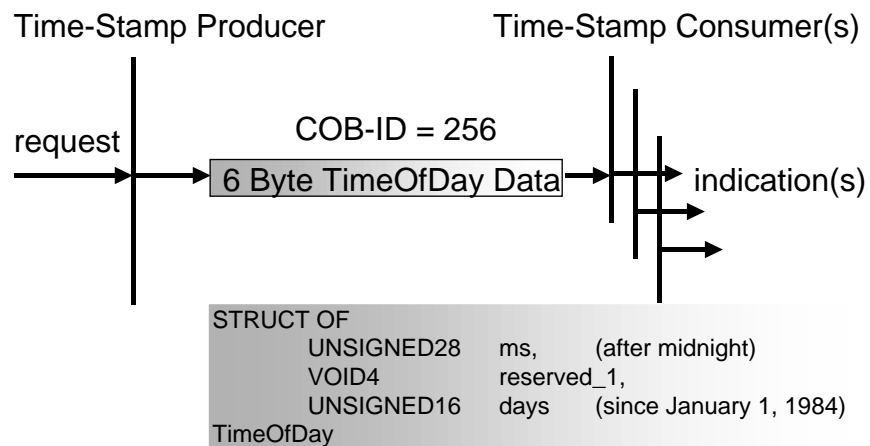 Time-Stamp Producer
Time-Stamp Consumer(s)
COB-ID = 256
request
6 Byte TimeOfDay Data
indication(s)
STRUCT OF
UNSIGNED28 ms, (after midnight)
VOID4 reserved_1,
UNSIGNED16 days (since January 1, 1984)
TimeOfDay